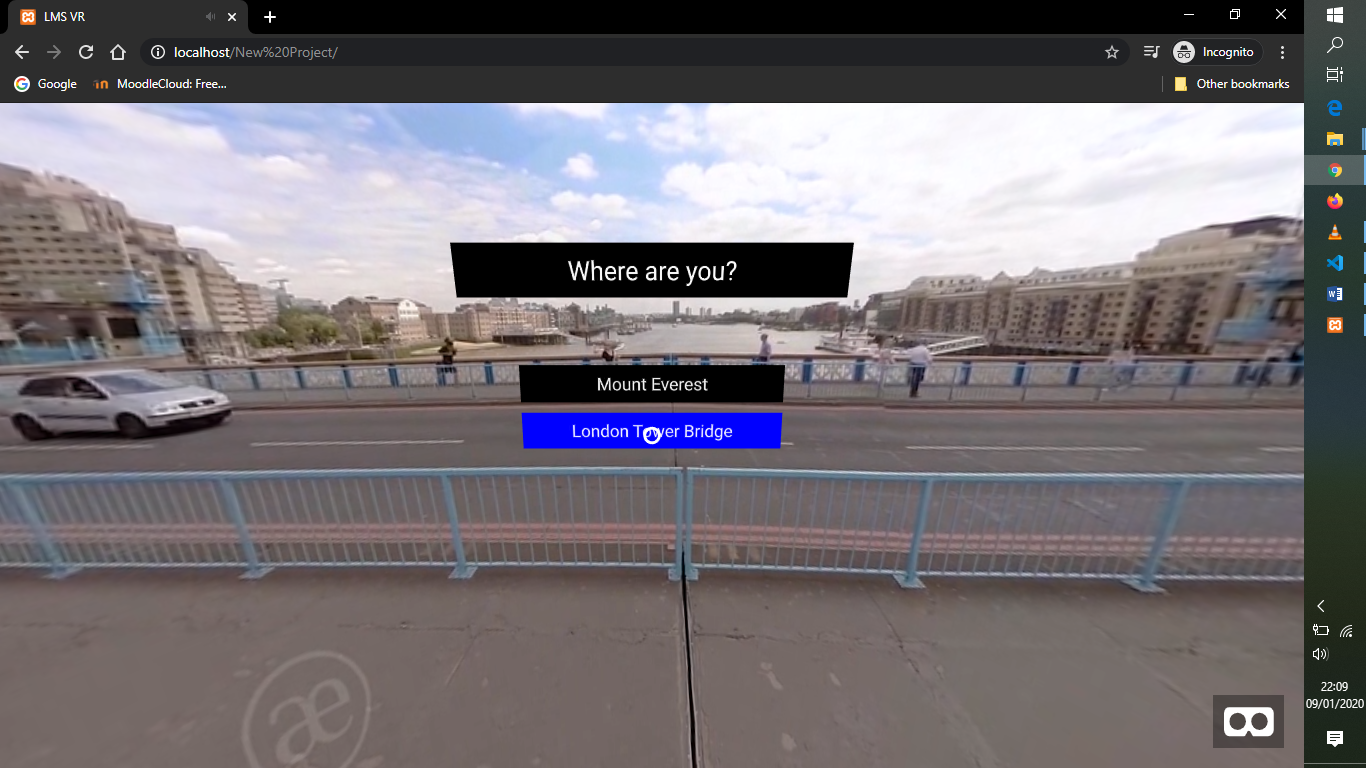 LMS VR
localhost/New%20Project/
Incognito
Google
MoodleCloud: Free...
Other bookmarks
Where are you?
Mount Everest
London Tower Bridge
æ
22:09
09/01/2020